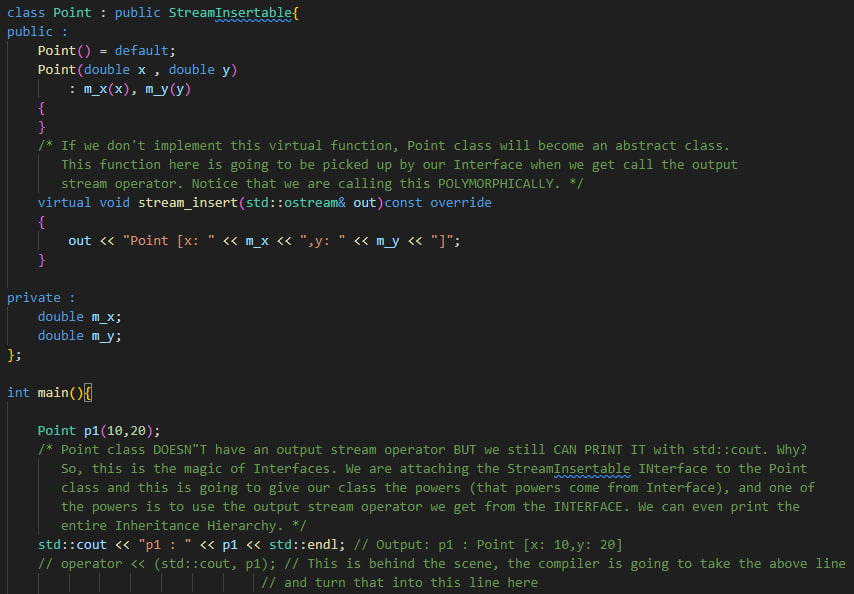 class Point : public StreamInsertable{
public :
    Point() = default;
    Point(double x , double y)
        : m_x(x), m_y(y)
    {
    }
    /* If we don't implement this virtual function, Point class will become an abstract class.
       This function here is going to be picked up by our Interface when we get call the output
       stream operator. Notice that we are calling this POLYMORPHICALLY. */
    virtual void stream_insert(std::ostream& out)const override
    {
        out << "Point [x: " << m_x << ",y: " << m_y << "]";
    }
private :
    double m_x;
    double m_y;
};
int main(){
    Point p1(10,20);
    /* Point class DOESN"T have an output stream operator BUT we still CAN PRINT IT with std::cout. Why?
       So, this is the magic of Interfaces. We are attaching the StreamInsertable INterface to the Point
       class and this is going to give our class the powers (that powers come from Interface), and one of
       the powers is to use the output stream operator we get from the INTERFACE. We can even print the
       entire Inheritance Hierarchy. */
    std::cout << "p1 : " << p1 << std::endl; // Output: p1 : Point [x: 10,y: 20]
    // operator << (std::cout, p1); // This is behind the scene, the compiler is going to take the above line
                                 // and turn that into this line here